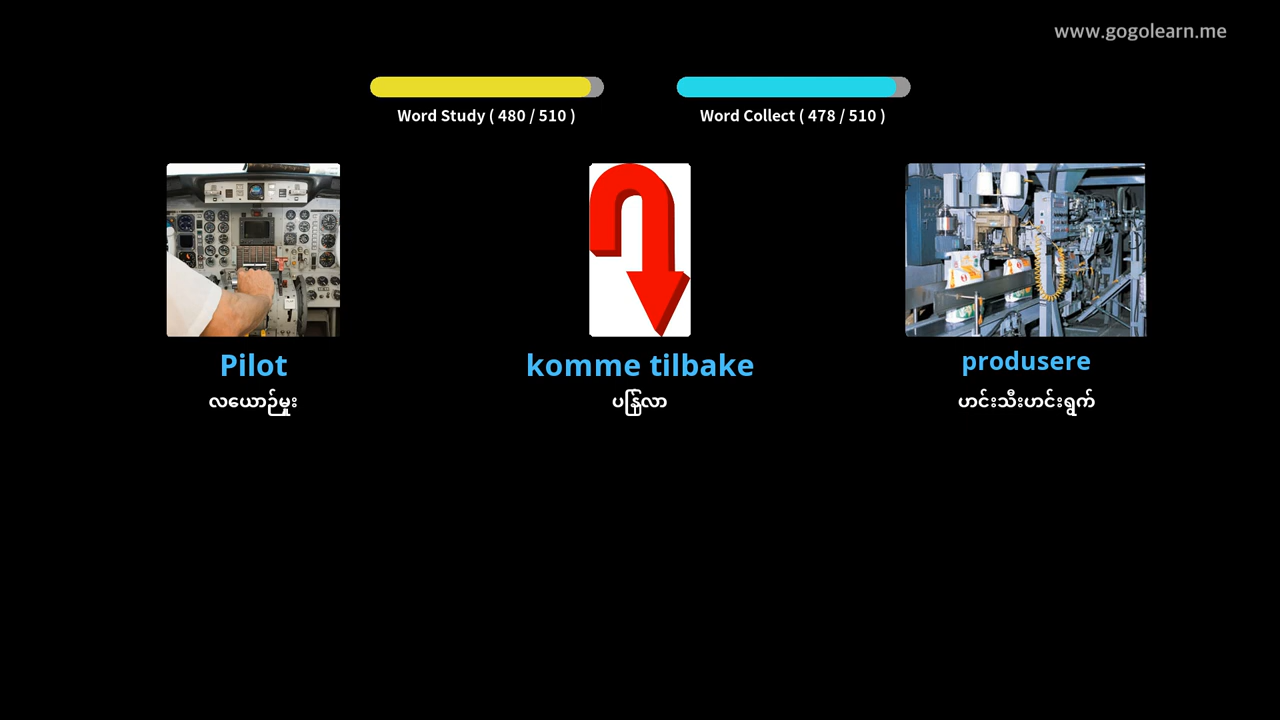 www.gogolearn.me
Word Study ( 480 / 510 )
Word Collect ( 478 / 510 )
Pilot
လယောဉ်မှူး
komme tilbake
ပြန်လာ
produsere
ဟင်းသီးဟင်းရွက်